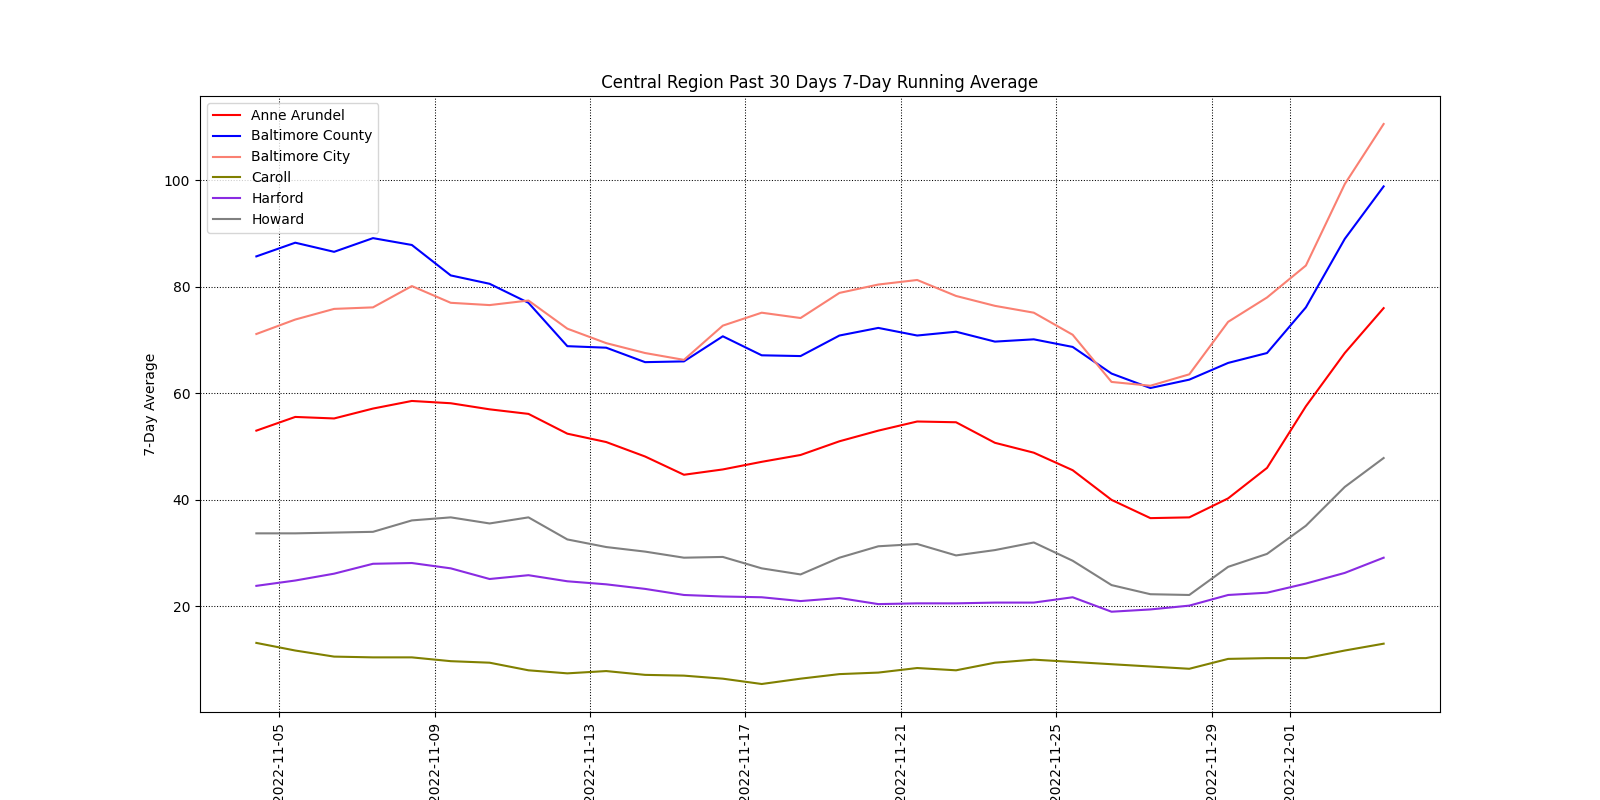 Central Region Past 30 Days 7-Day Running Average
Anne Arundel
Baltimore County
Baltimore City
Caroll
Harford
Howard
100
80
60
40
20
7-Day Average
2022-11-05
2022-11-09
2022-11-13
2022-11-17
2022-11-21
2022-11-25
2022-11-29
2022-12-01